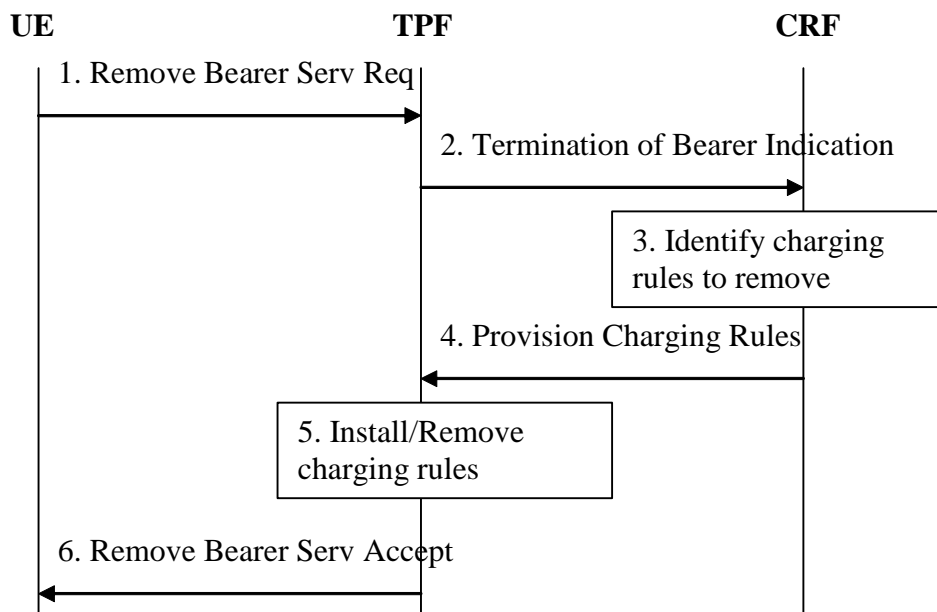 UE TPF CRF
1. Remove Bearer Serv Req
2. Termination of Bearer Indication
3. Identify charging
rules to remove
4. Provision Charging Rules
5. Install/Remove
charging rules
6. Remove Bearer Serv Accept